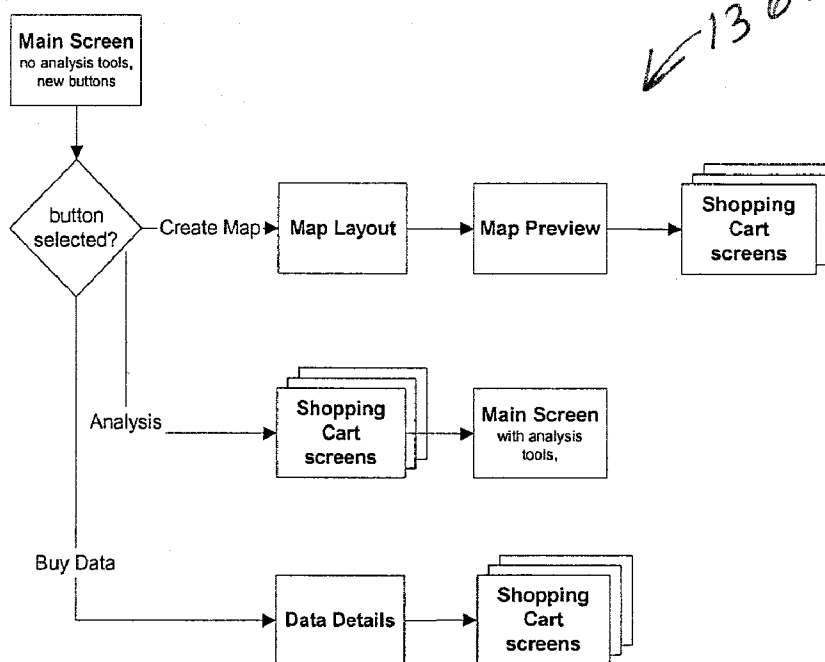 Main Screen
no analysis tools,
new buttons
button
selected?
Create Map
Map Layout
Map Preview
Shopping
Cart
screens
Analysis
Shopping
Cart
screens
Main Screen
with analysis
tools,
Buy Data
Data Details
Shopping
Cart
screens